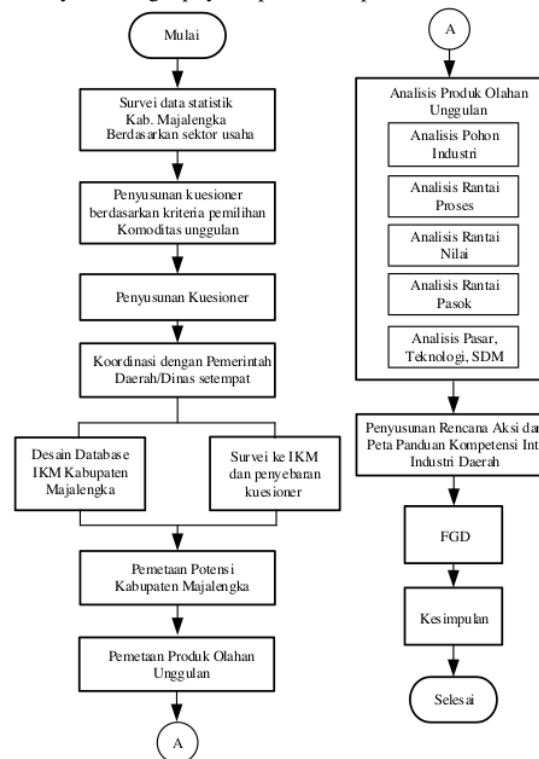 Mulai
Survei data statistik
Kab. Majalengka
Berdasarkan sektor usaha
Penyusunan kuesioner
berdasarkan kriteria pemilihan
Komoditas unggulan
Penyusunan Kuesioner
Koordinasi dengan Pemerintah
Daerah/Dinas setempat
Desain Database
IKM Kabupaten
Majalengka
Survei ke IKM
dan penyebaran
kuesioner
Pemetaan Potensi
Kabupaten Majalengka
Pemetaan Produk Olahan
Unggulan
A
A
Analisis Produk Olahan
Unggulan
Analisis Pohon
Industri
Analisis Rantai
Proses
Analisis Rantai
Nilai
Analisis Rantai
Pasok
Analisis Pasar,
Teknologi, SDM
Penyusunan Rencana Aksi dan
Peta Panduan Kompetensi Inti
Industri Daerah
FGD
Kesimpulan
Selesai